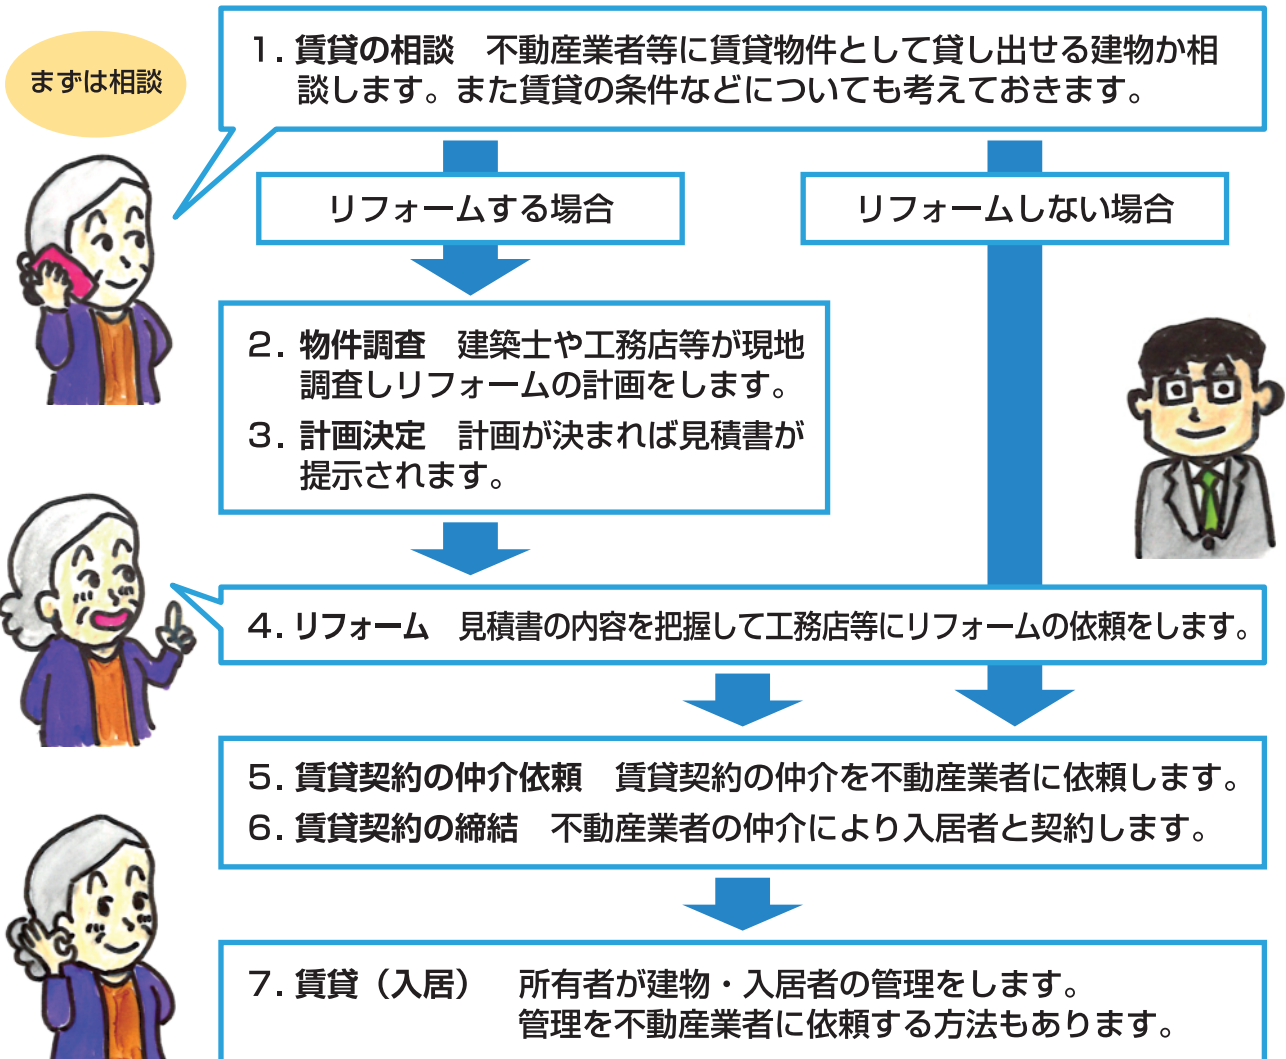 まずは相談
1. 賃貸の相談　不動産業者等に賃貸物件として貸し出せる建物か相
談します。また賃貸の条件などについても考えておきます。
リフォームする場合
リフォームしない場合
2. 物件調査　建築士や工務店等が現地
調査しリフォームの計画をします。
3. 計画決定　計画が決まれば見積書が
提示されます。
4. リフォーム　見積書の内容を把握して工務店等にリフォームの依頼をします。
5. 賃貸契約の仲介依頼　賃貸契約の仲介を不動産業者に依頼します。
6. 賃貸契約の締結　不動産業者の仲介により入居者と契約します。
7. 賃貸（入居）　所有者が建物・入居者の管理をします。
管理を不動産業者に依頼する方法もあります。